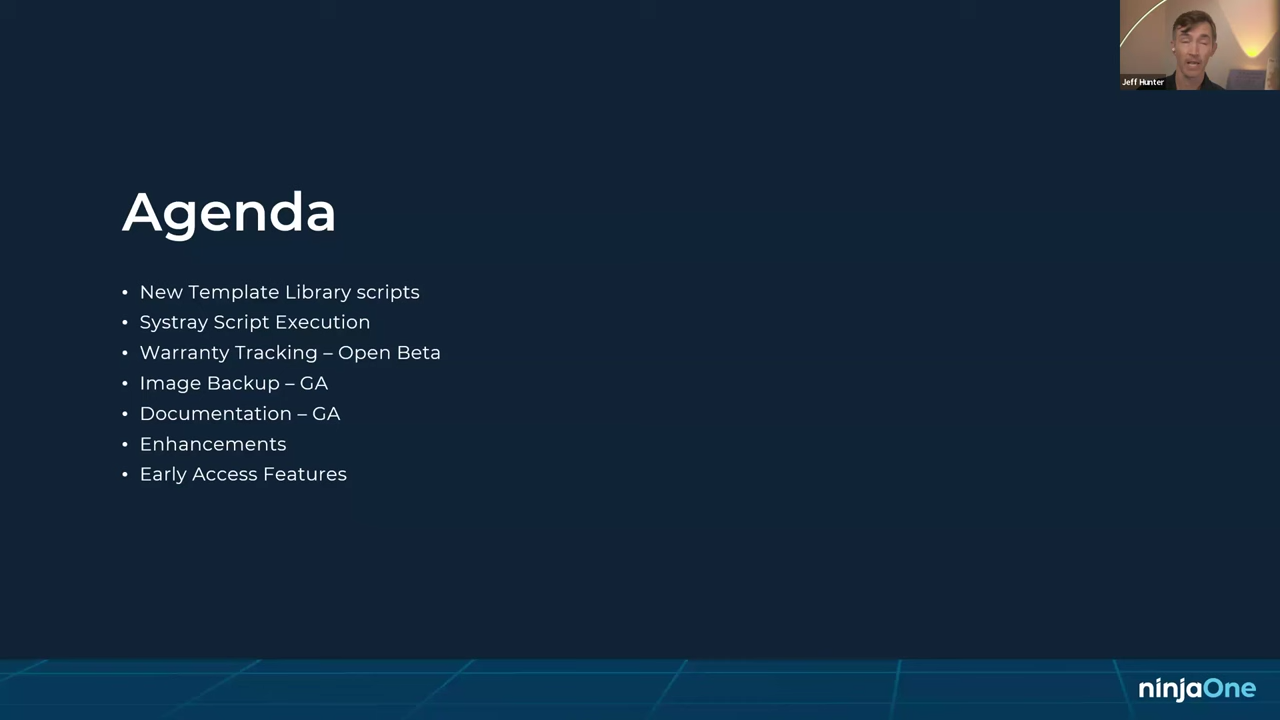 Jeff Hunter
Agenda
• New Template Library scripts
• Systray Script Execution
• Warranty Tracking – Open Beta
• Image Backup – GA
• Documentation – GA
• Enhancements
• Early Access Features
ninjaOne